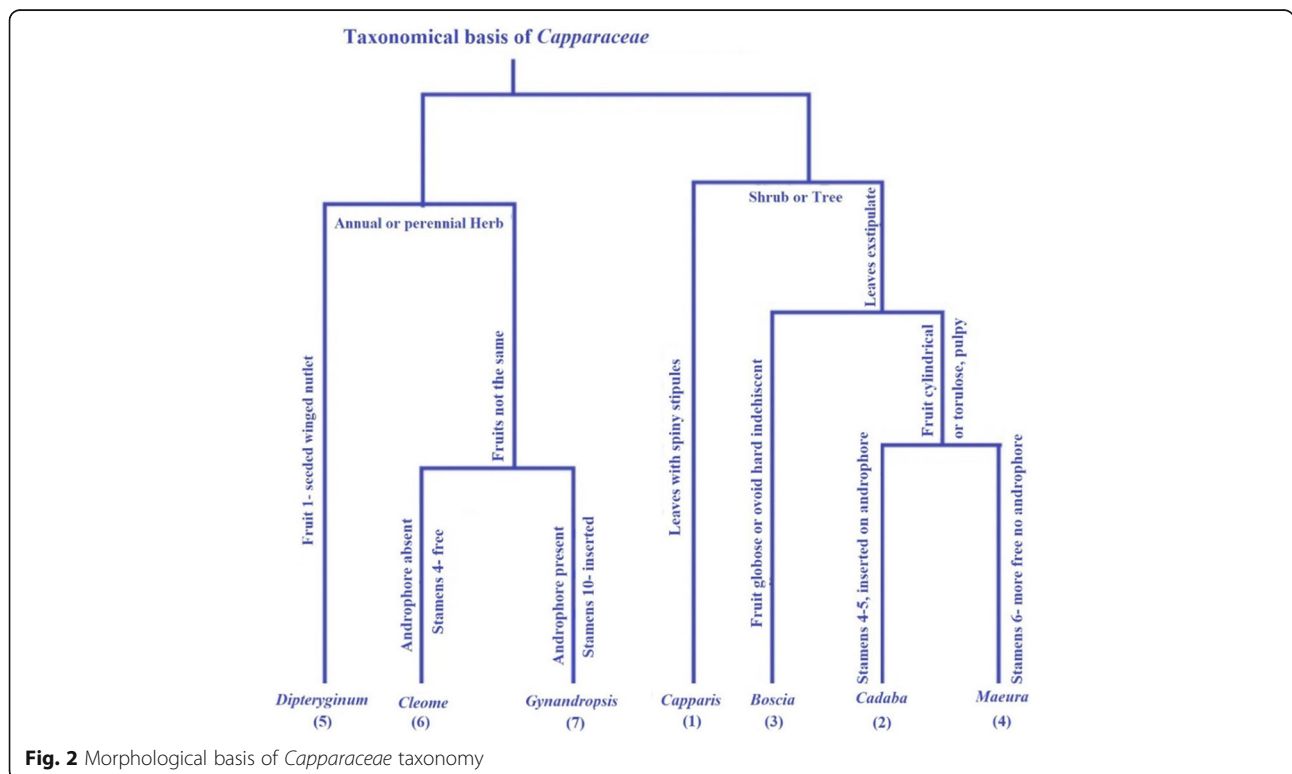 Taxonomical basis of Capparaceae
Annual or perennial Herb
Shrub or Tree
Fruit 1- seeded winged nutlet
Fruits not the same
Androphore absent
Stamens 4- free
Androphore present
Stamens 10- inserted
Leaves with spiny stipules
Leaves exstipulate
Fruit globose or ovoid hard indehiscent
Fruit cylindrical
or torulose, pulpy
Stamens 4-5, inserted on androphore
Stamens 6- more free no androphore
Dipteryginum
(5)
Cleome
(6)
Gynandropsis
(7)
Capparis
(1)
Boscia
(3)
Cadaba
(2)
Maeura
(4)
Fig. 2 Morphological basis of Capparaceae taxonomy